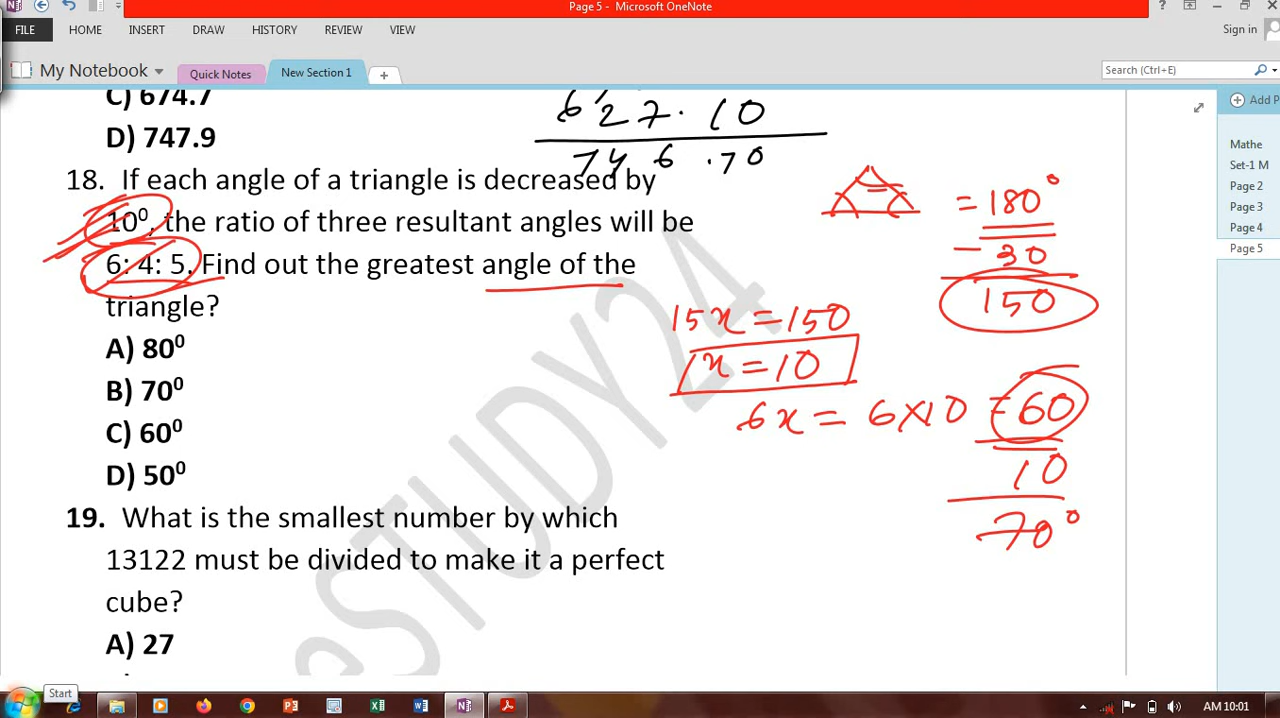 Page 5 - Microsoft OneNote
FILE HOME INSERT DRAW HISTORY REVIEW VIEW
Sign in
My Notebook Quick Notes New Section 1 +
Search (Ctrl+E)
Add P
Mathe
Set-1 M
Page 2
Page 3
Page 4
Page 5
C) 674.7
D) 747.9
627.10
746.70
18. If each angle of a triangle is decreased by
10⁰, the ratio of three resultant angles will be
6: 4: 5. Find out the greatest angle of the
triangle?
A) 80⁰
B) 70⁰
C) 60⁰
D) 50⁰
= 180°
- 30
150
15x = 150
x = 10
6x = 6×10 = 60
10
70°
19. What is the smallest number by which
13122 must be divided to make it a perfect
cube?
A) 27
eSTUDY24
Start
AM 10:01